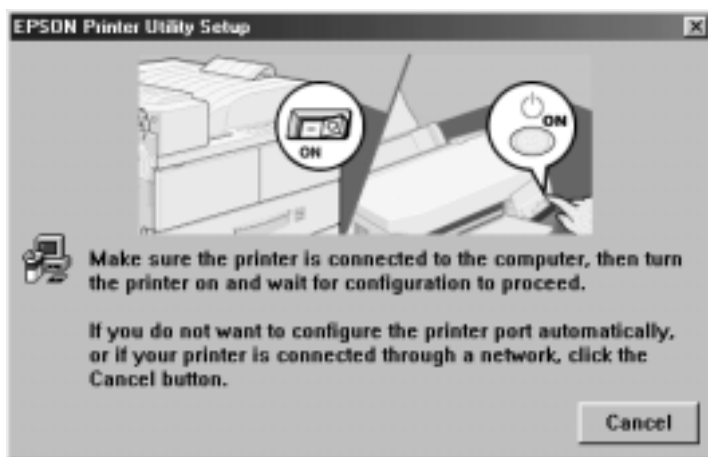 EPSON Printer Utility Setup
ON
ON
Make sure the printer is connected to the computer, then turn
the printer on and wait for configuration to proceed.
If you do not want to configure the printer port automatically,
or if your printer is connected through a network, click the
Cancel button.
Cancel